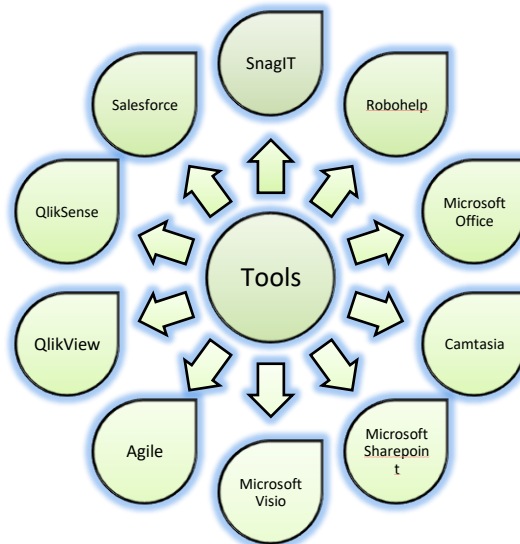 SnagIT
Salesforce
Robohelp
QlikSense
Microsoft
Office
Tools
QlikView
Camtasia
Agile
Microsoft
Sharepoin
t
Microsoft
Visio